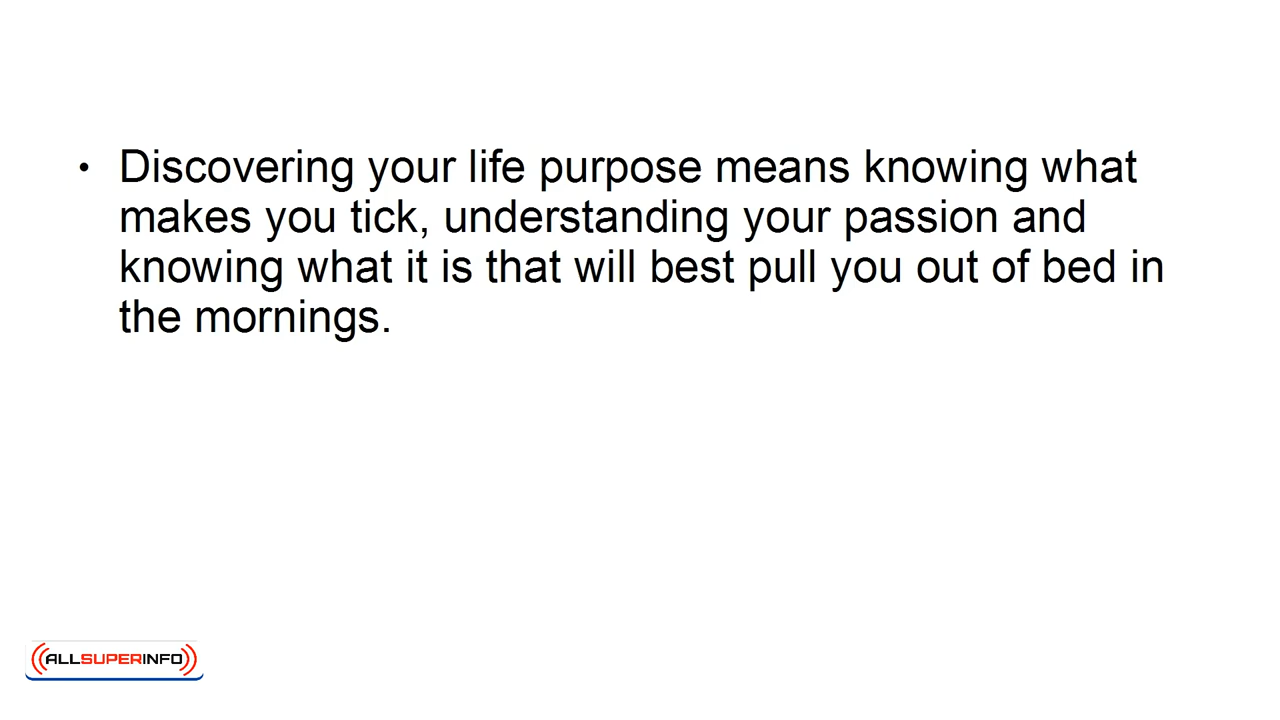 • Discovering your life purpose means knowing what
makes you tick, understanding your passion and
knowing what it is that will best pull you out of bed in
the mornings.
ALLSUPERINFO